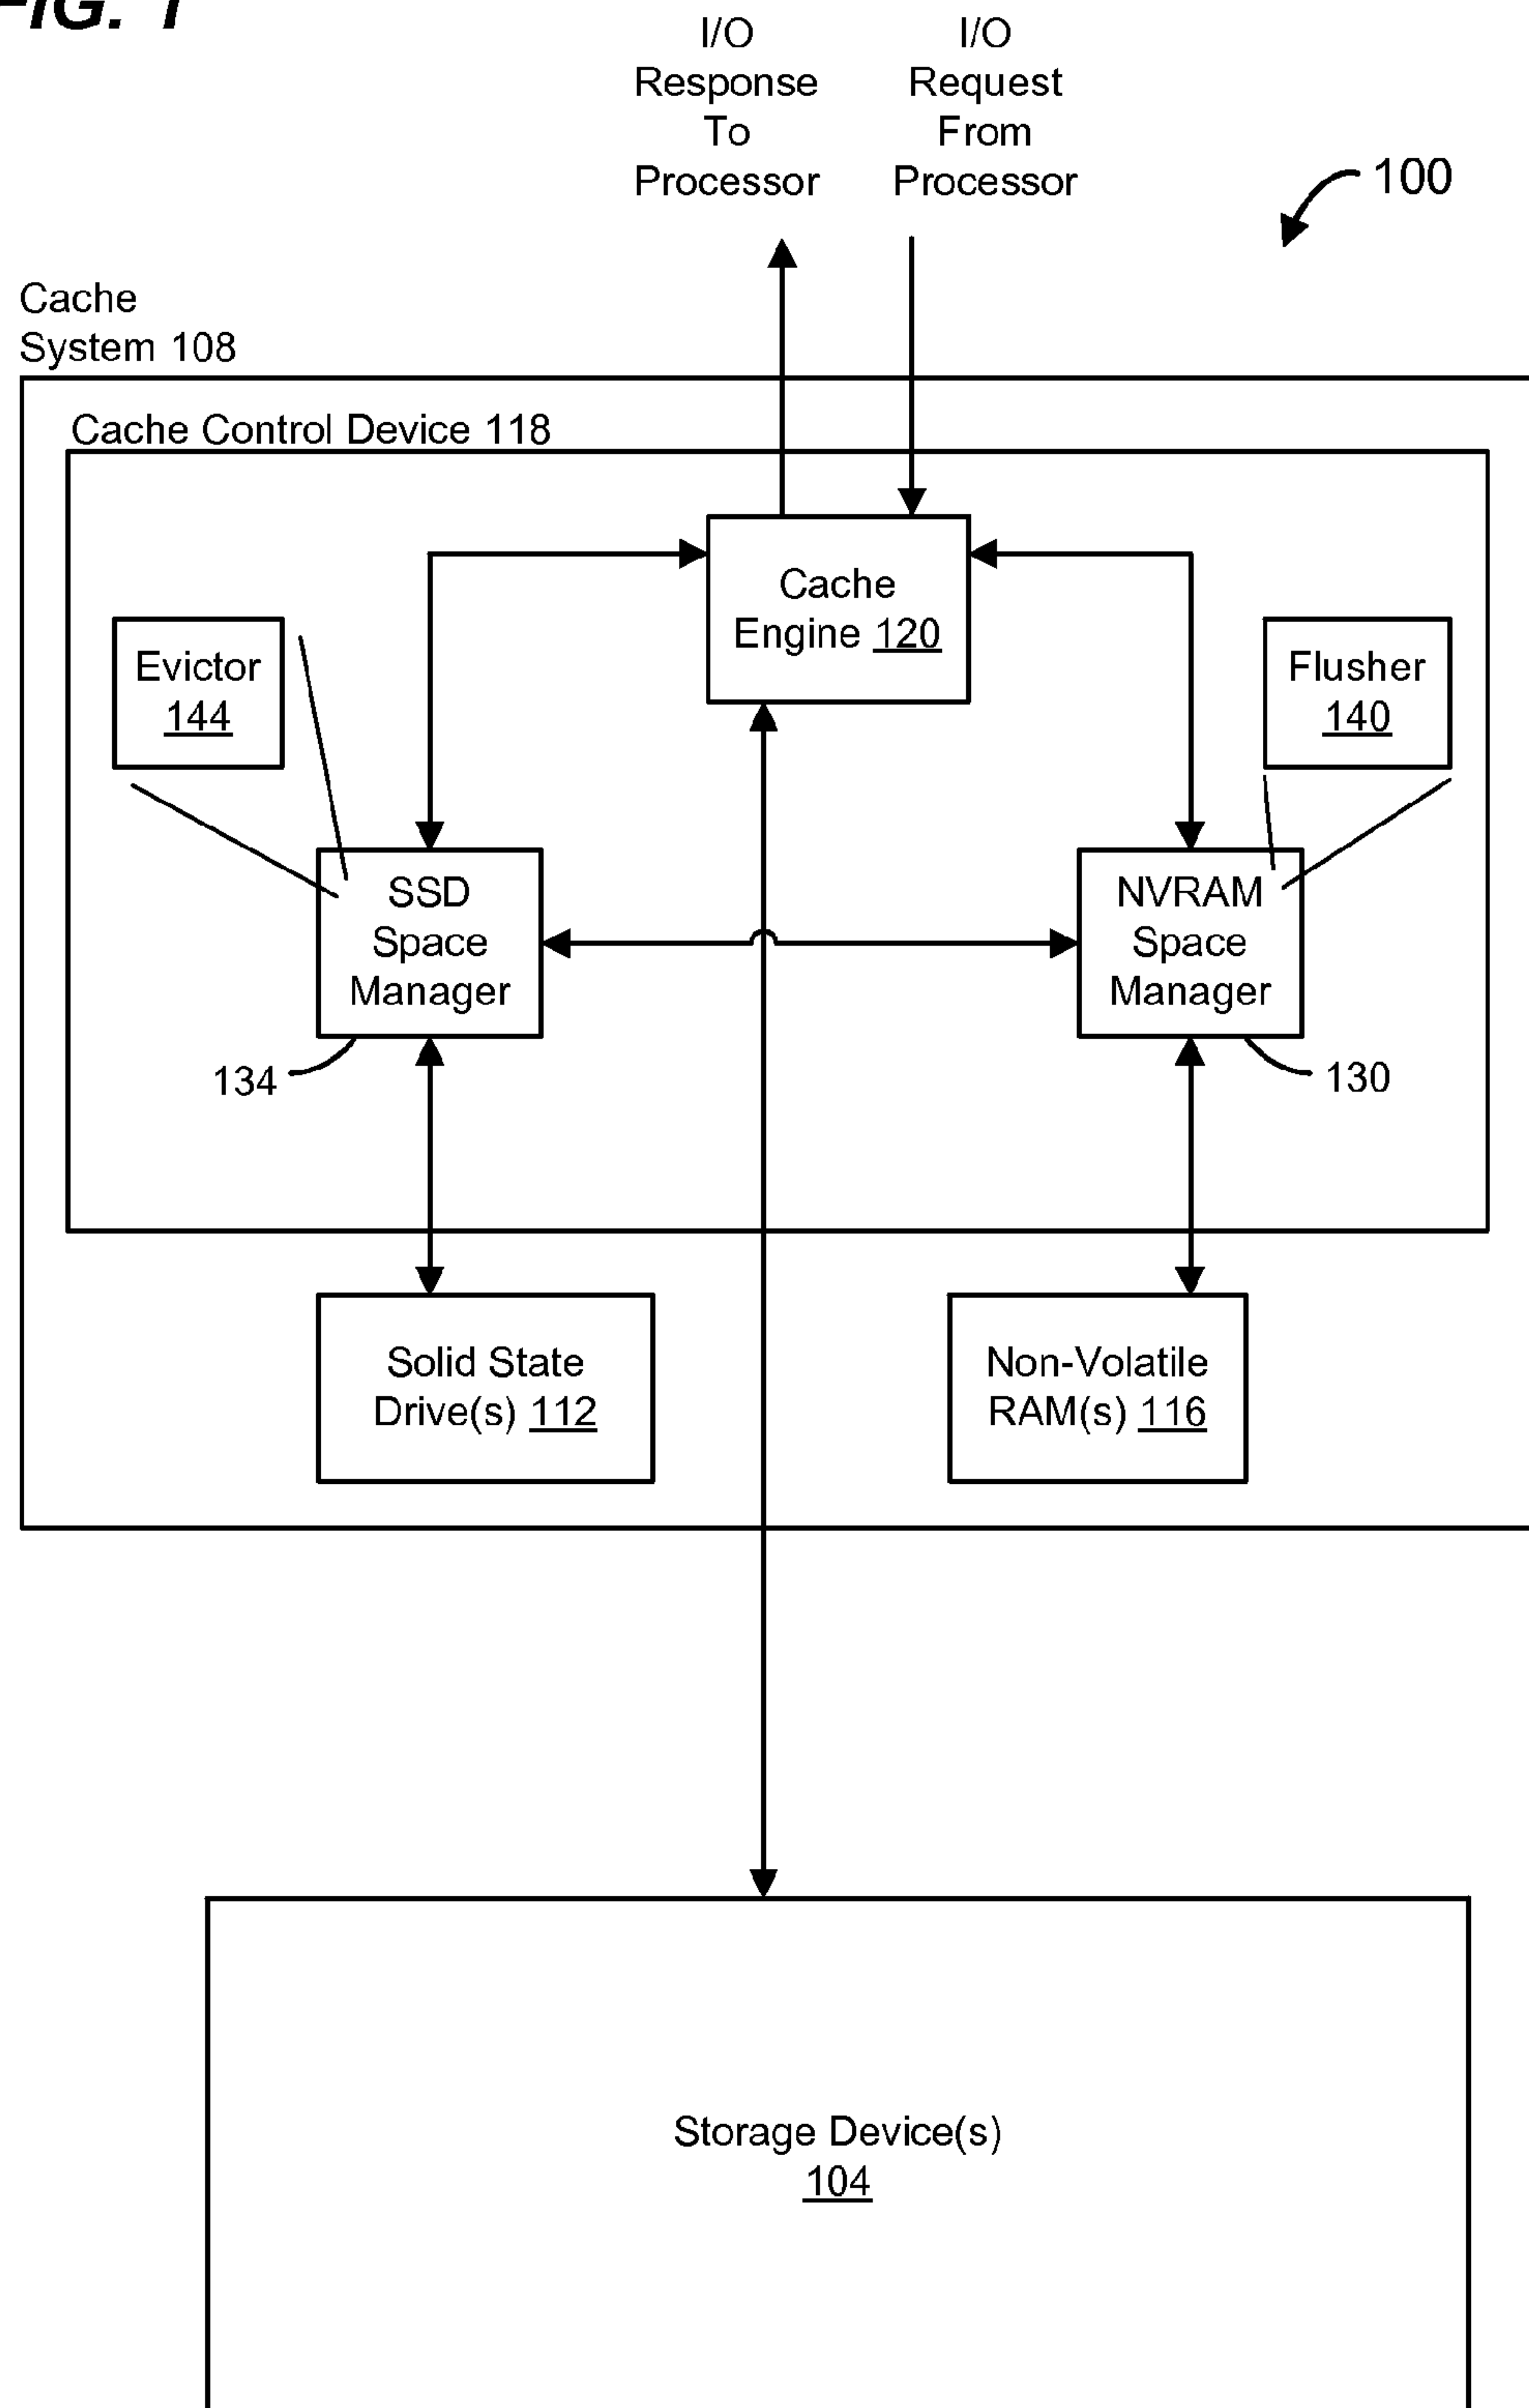 FIG. 1
I/O
Response
To
Processor
I/O
Request
From
Processor
100
Cache
System 108
Cache Control Device 118
Cache
Engine 120
Evictor
144
Flusher
140
SSD
Space
Manager
NVRAM
Space
Manager
134
130
Solid State
Drive(s) 112
Non-Volatile
RAM(s) 116
Storage Device(s)
104